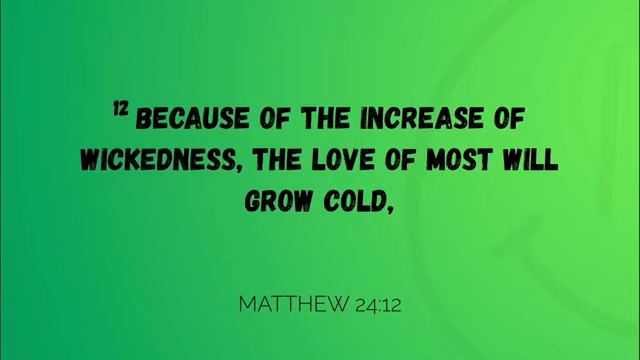 ¹² BECAUSE OF THE INCREASE OF
WICKEDNESS, THE LOVE OF MOST WILL
GROW COLD,
MATTHEW 24:12